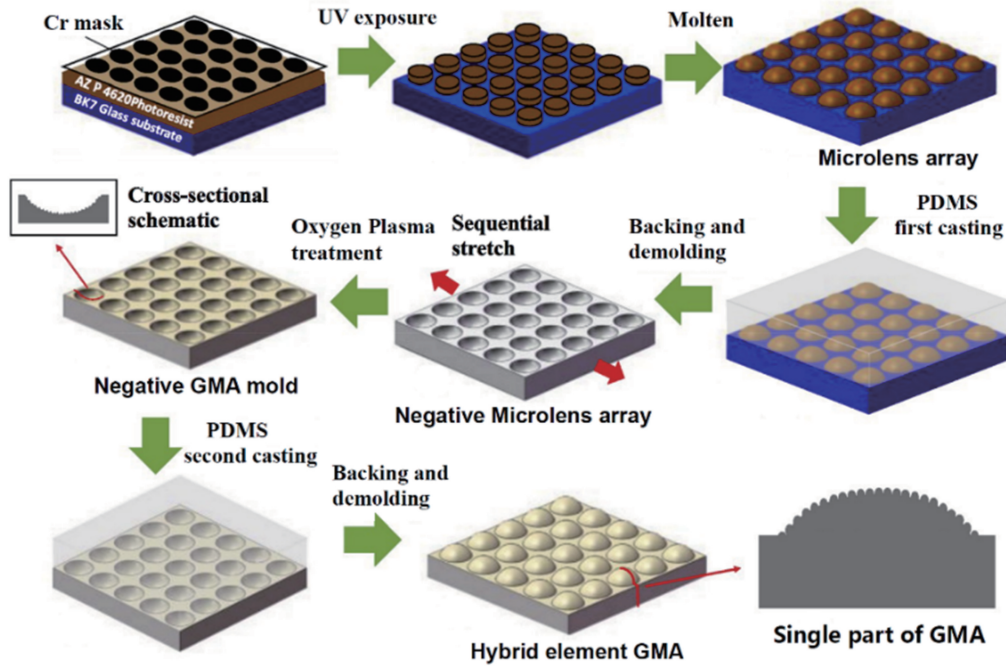 Cr mask
UV exposure
Molten
AZ P 4620Photoresist
BK7 Glass substrate
Microlens array
Cross-sectional
schematic
Oxygen Plasma
treatment
Sequential
stretch
Backing and
demolding
PDMS
first casting
Negative GMA mold
Negative Microlens array
PDMS
second casting
Backing and
demolding
Hybrid element GMA
Single part of GMA